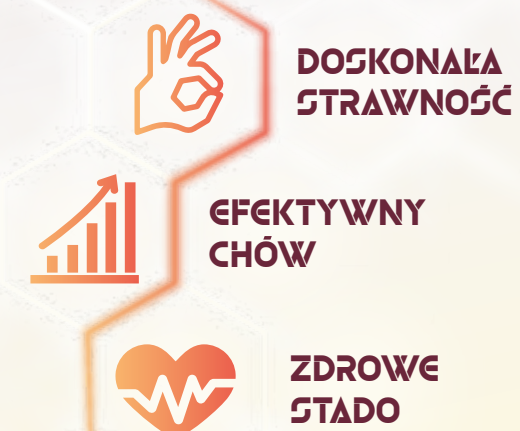 DOSKONAŁA
STRAWNOŚĆ
EFEKTYWNY
CHÓW
ZDROWE
STADO